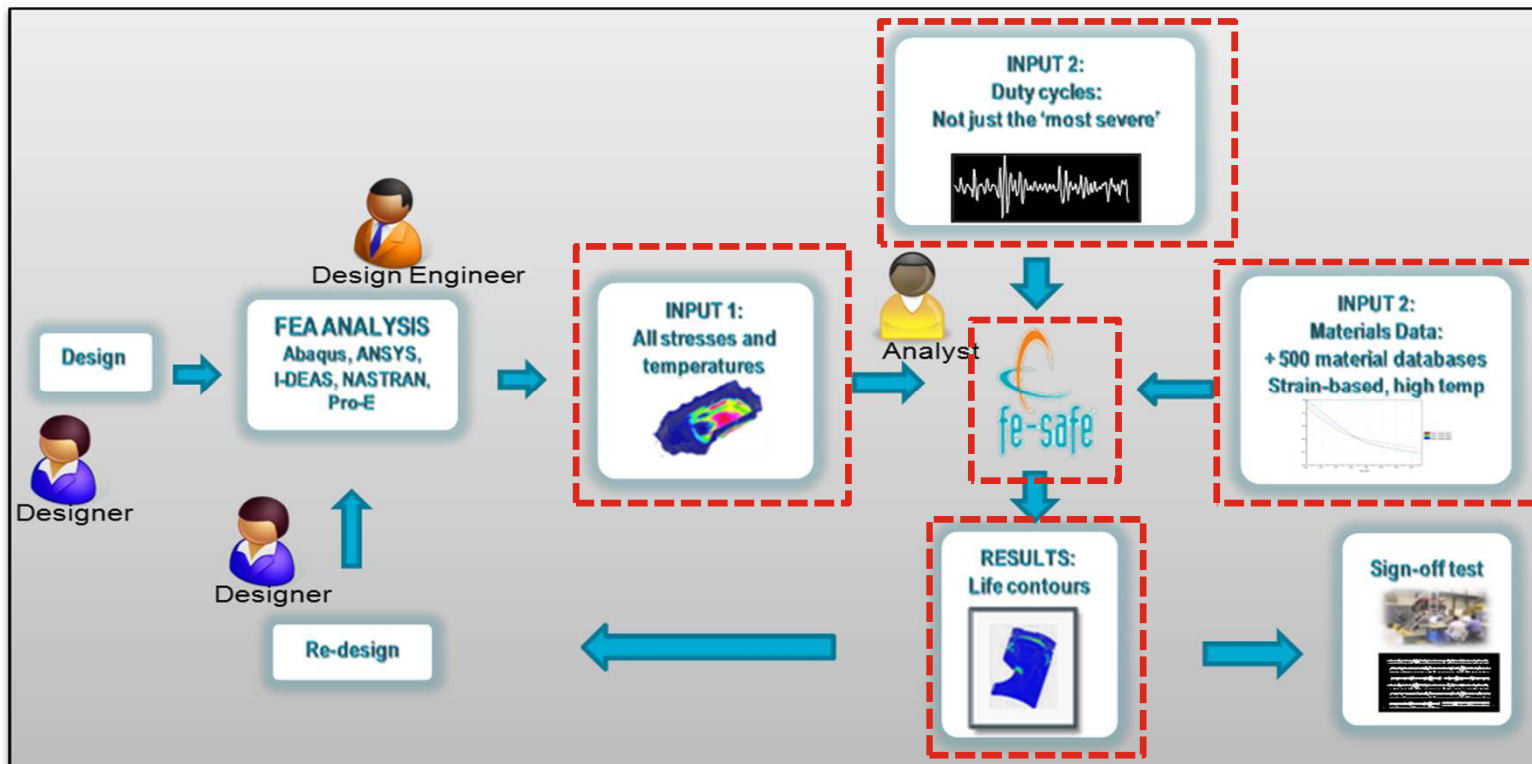 INPUT 2:
Duty cycles:
Not just the 'most severe'
Design Engineer
Design
FEA ANALYSIS
Abaqus, ANSYS,
I-DEAS, NASTRAN,
Pro-E
INPUT 1:
All stresses and
temperatures
Analyst
fe-safe
INPUT 2:
Materials Data:
+ 500 material databases
Strain-based, high temp
Designer
Designer
Re-design
RESULTS:
Life contours
Sign-off test